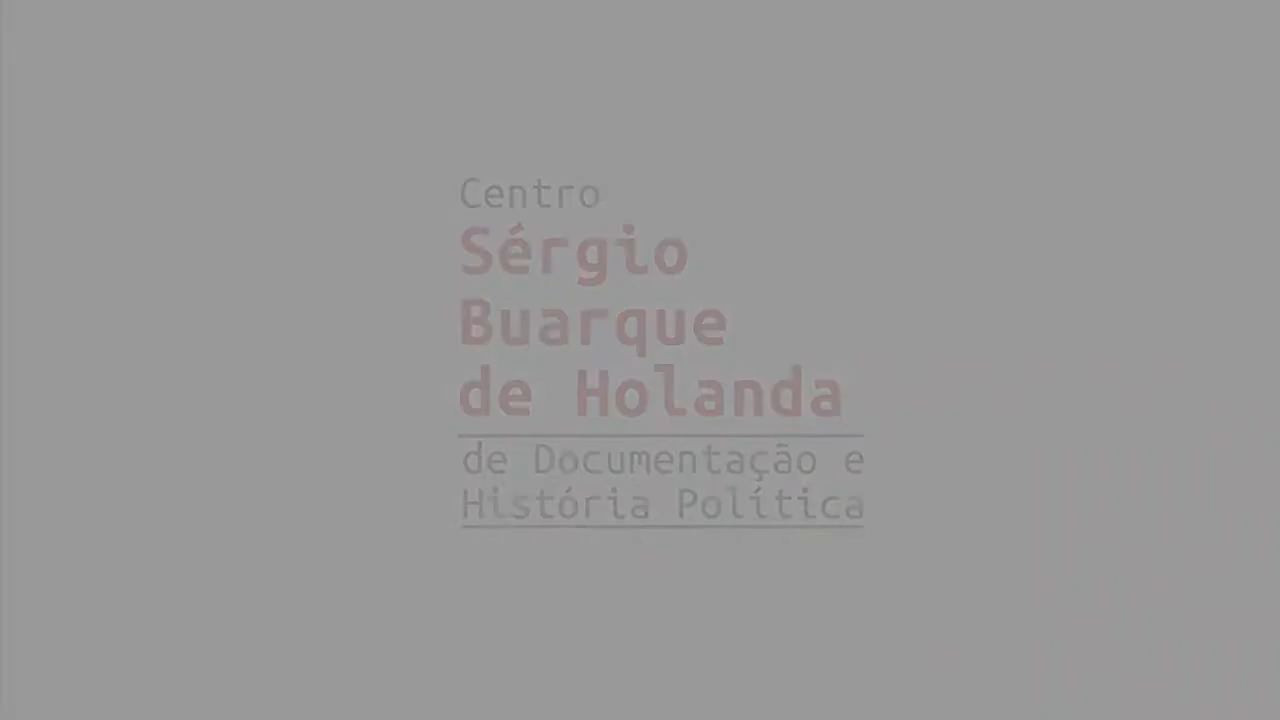 Centro
Sérgio
Buarque
de Holanda
de Documentação e
História Política